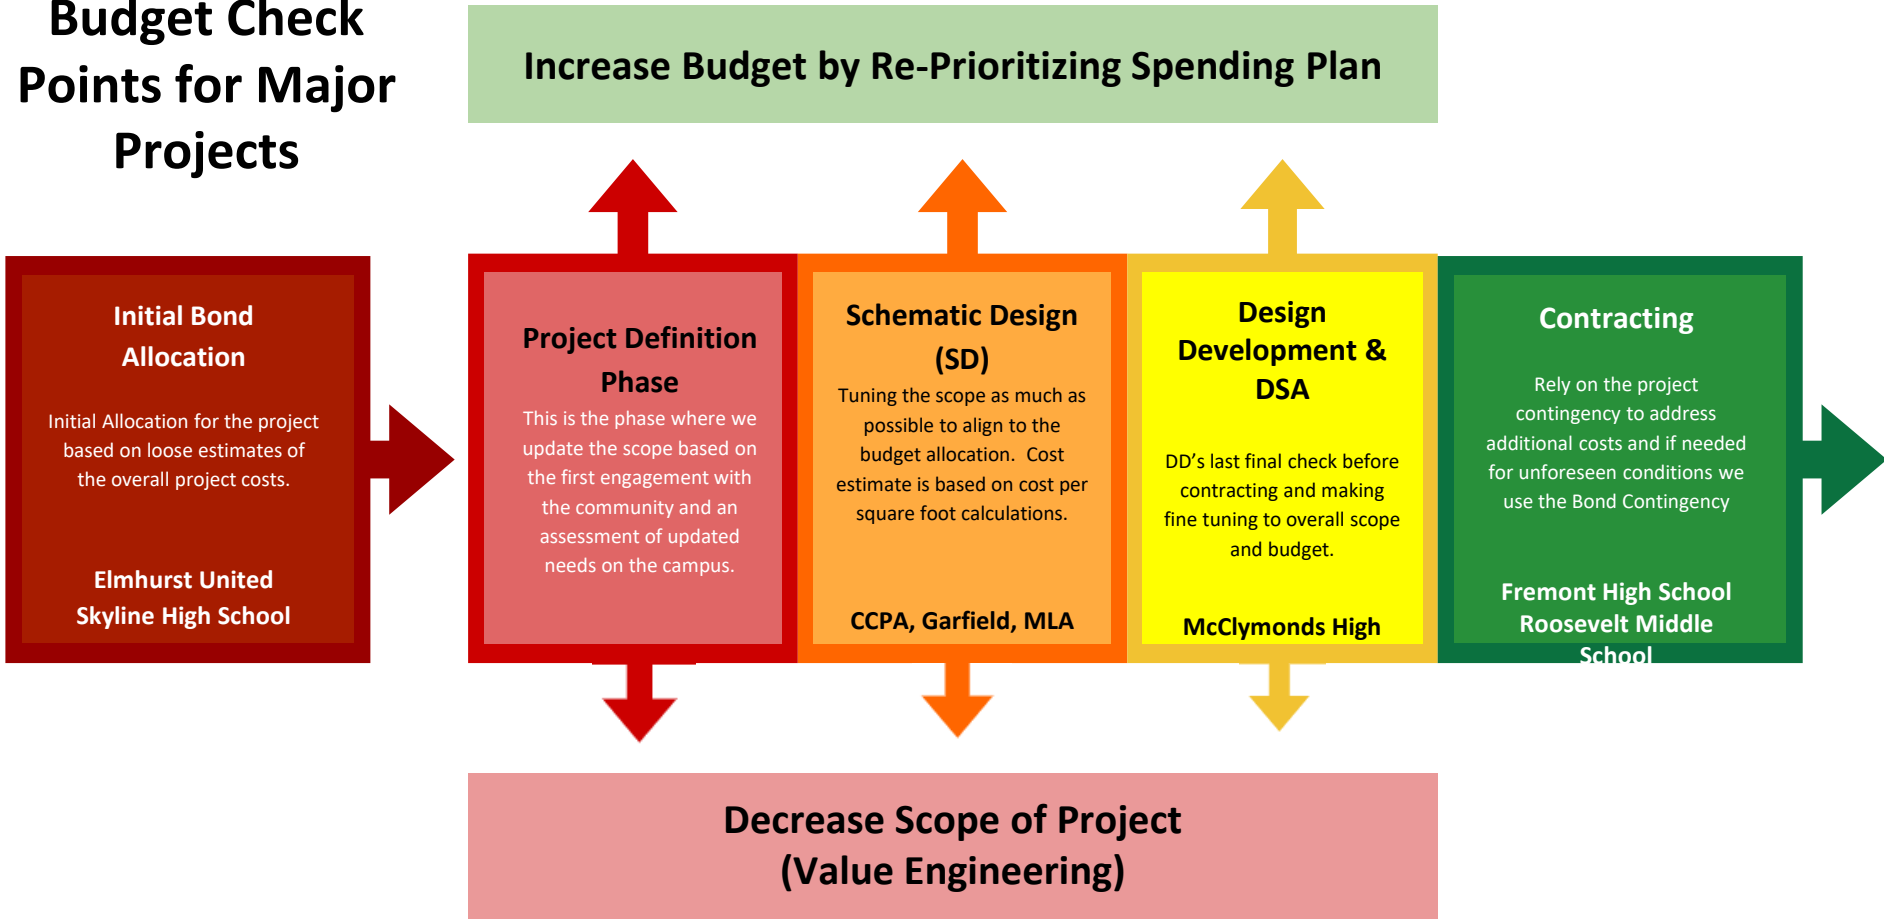 Budget Check
Points for Major
Projects
Increase Budget by Re-Prioritizing Spending Plan
Initial Bond
Allocation
Initial Allocation for the project
based on loose estimates of
the overall project costs.
Elmhurst United
Skyline High School
Project Definition
Phase
This is the phase where we
update the scope based on
the first engagement with
the community and an
assessment of updated
needs on the campus.
Schematic Design
(SD)
Tuning the scope as much as
possible to align to the
budget allocation.  Cost
estimate is based on cost per
square foot calculations.
CCPA, Garfield, MLA
Design
Development &
DSA
DD's last final check before
contracting and making
fine tuning to overall scope
and budget.
McClymonds High
Contracting
Rely on the project
contingency to address
additional costs and if needed
for unforeseen conditions we
use the Bond Contingency
Fremont High School
Roosevelt Middle
School
Decrease Scope of Project
(Value Engineering)